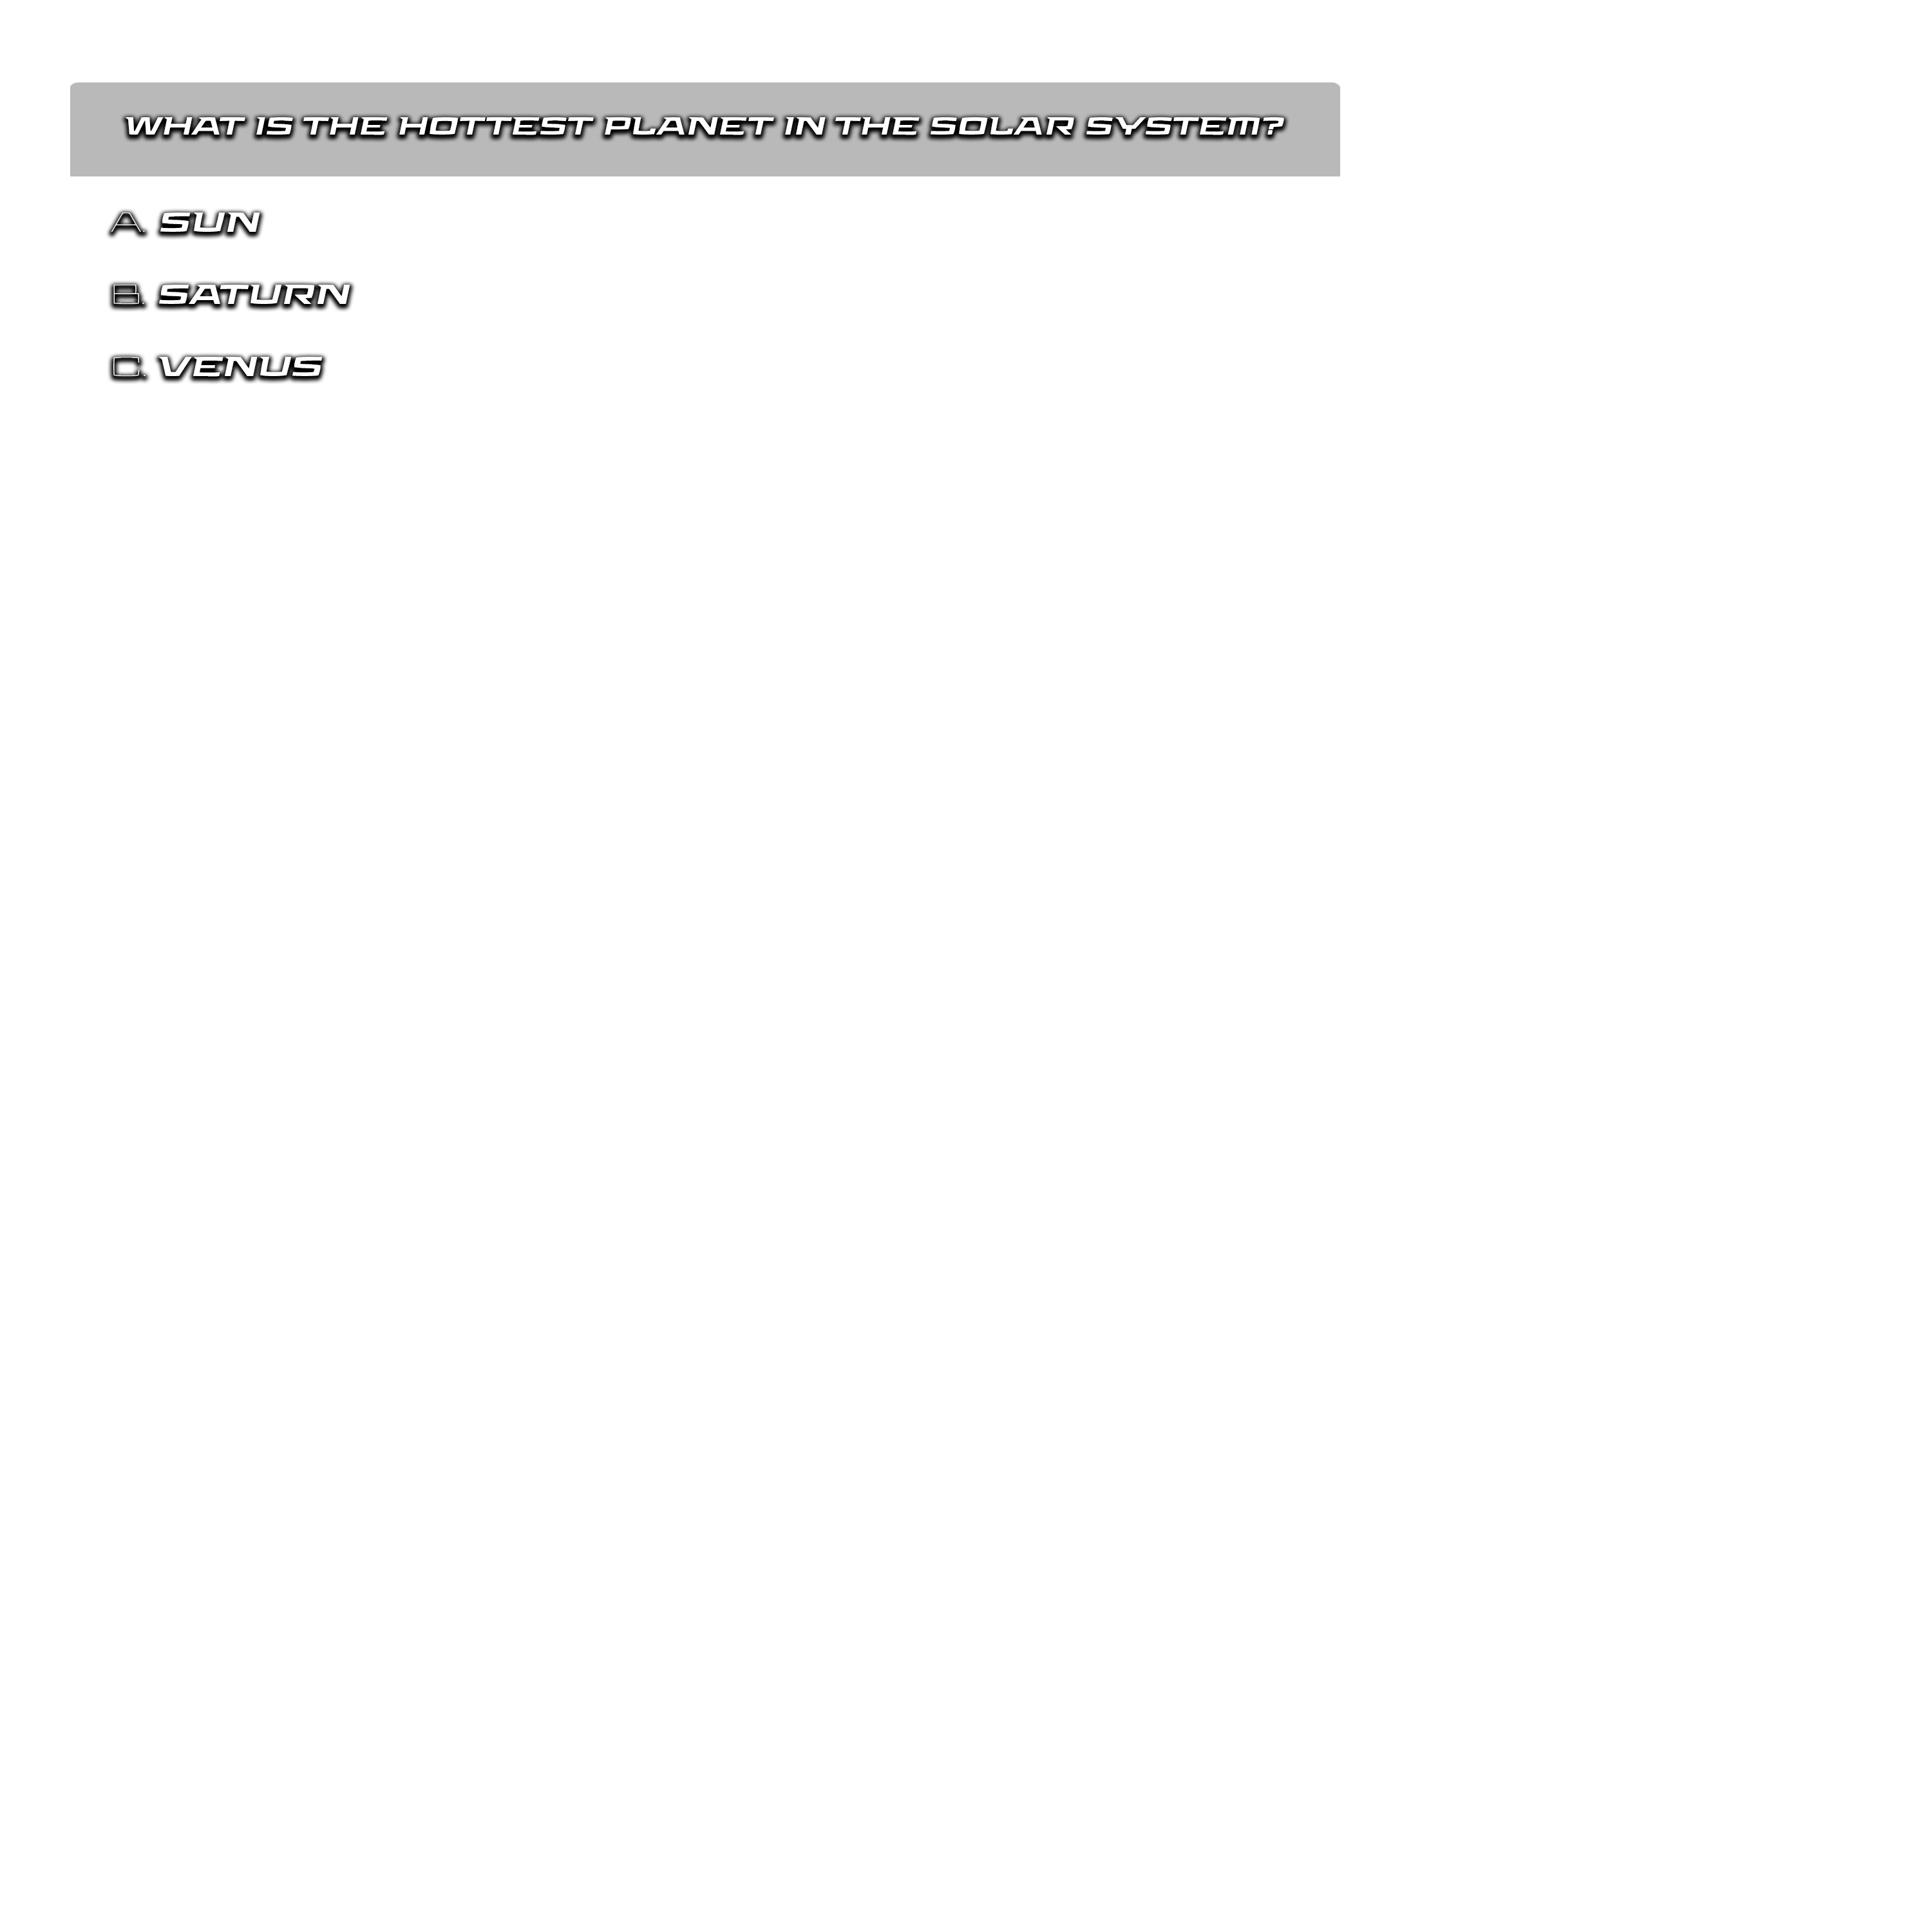 WHAT IS THE HOTTEST PLANET IN THE SOLAR SYSTEM?
A. SUN
B. SATURN
C. VENUS